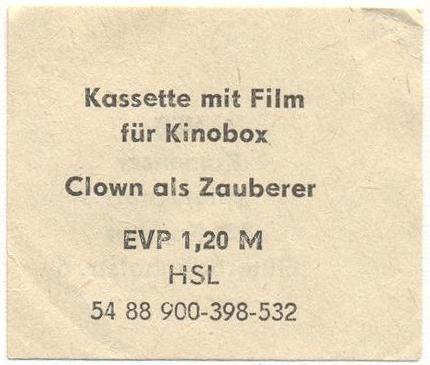 Kassette mit Film
für Kinobox
Clown als Zauberer
EVP 1,20 M
HSL
54 88 900-398-532